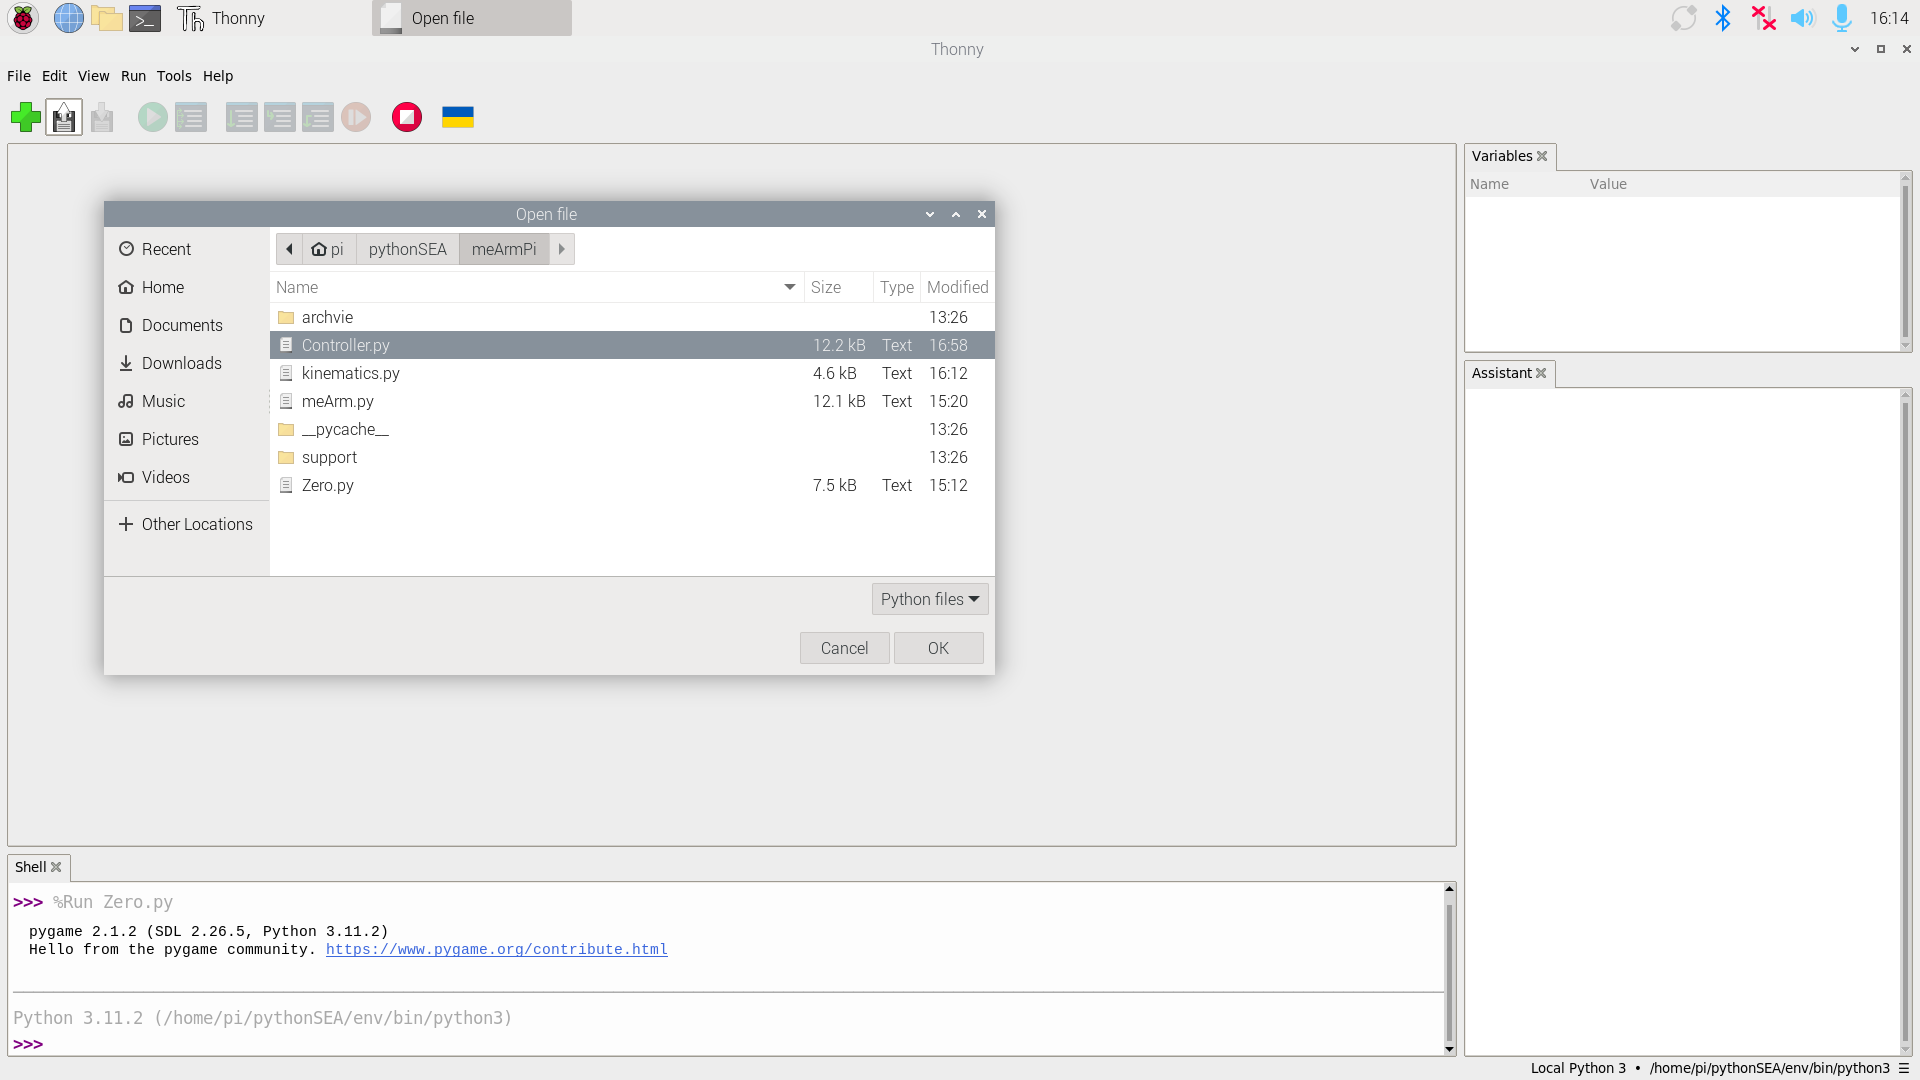 Thonny
Open file
16:14
Thonny
File Edit View Run Tools Help
Variables
Name Value
Open file
Recent
Home
Documents
Downloads
Music
Pictures
Videos
Other Locations
pi pythonSEA meArmPi
Name Size Type Modified
archvie 13:26
Controller.py 12.2 kB Text 16:58
kinematics.py 4.6 kB Text 16:12
meArm.py 12.1 kB Text 15:20
__pycache__ 13:26
support 13:26
Zero.py 7.5 kB Text 15:12
Python files
Cancel OK
Assistant
Shell
>>> %Run Zero.py
pygame 2.1.2 (SDL 2.26.5, Python 3.11.2)
Hello from the pygame community. https://www.pygame.org/contribute.html
Python 3.11.2 (/home/pi/pythonSEA/env/bin/python3)
>>>
Local Python 3 • /home/pi/pythonSEA/env/bin/python3 ☰